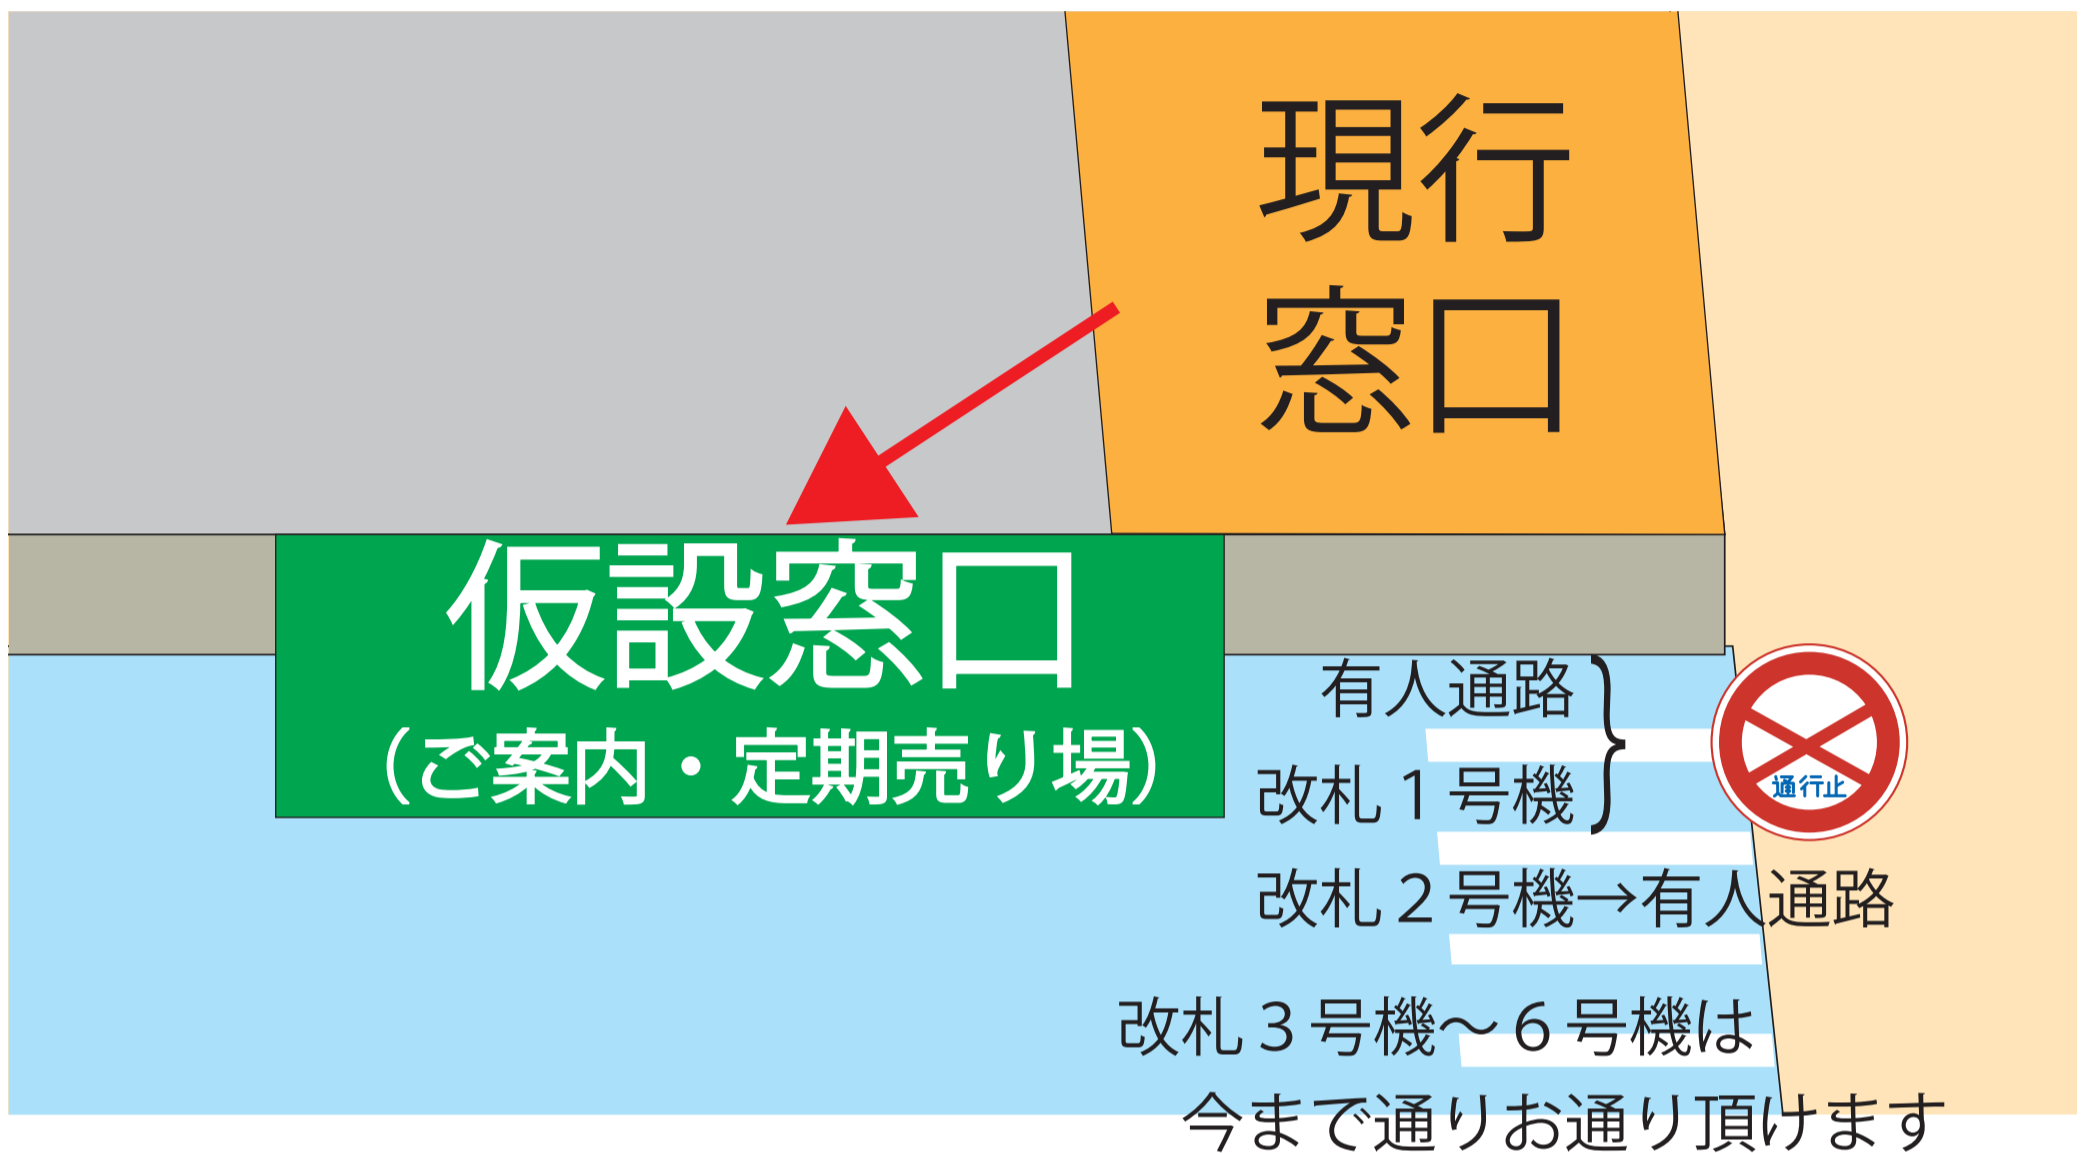 現行
窓口
仮設窓口
（ご案内・定期売り場）
有人通路
改札１号機
通行止
改札２号機→有人通路
改札３号機～６号機は
今まで通りお通り頂けます